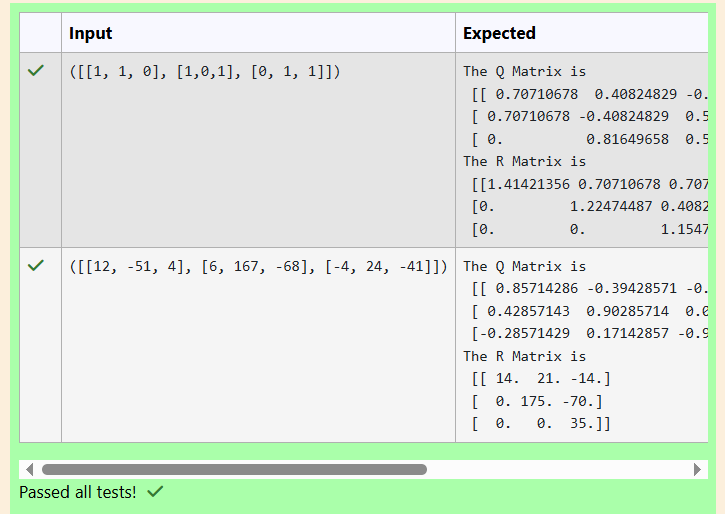 Input Expected
([[1, 1, 0], [1,0,1], [0, 1, 1]])
The Q Matrix is
[[ 0.70710678 0.40824829 -0.
[ 0.70710678 -0.40824829 0.5
[ 0. 0.81649658 0.5
The R Matrix is
[[1.41421356 0.70710678 0.707
[0. 1.22474487 0.4082
[0. 0. 1.1547
([[12, -51, 4], [6, 167, -68], [-4, 24, -41]])
The Q Matrix is
[[ 0.85714286 -0.39428571 -0.
[ 0.42857143 0.90285714 0.0
[-0.28571429 0.17142857 -0.9
The R Matrix is
[[ 14. 21. -14.]
[ 0. 175. -70.]
[ 0. 0. 35.]]
Passed all tests!